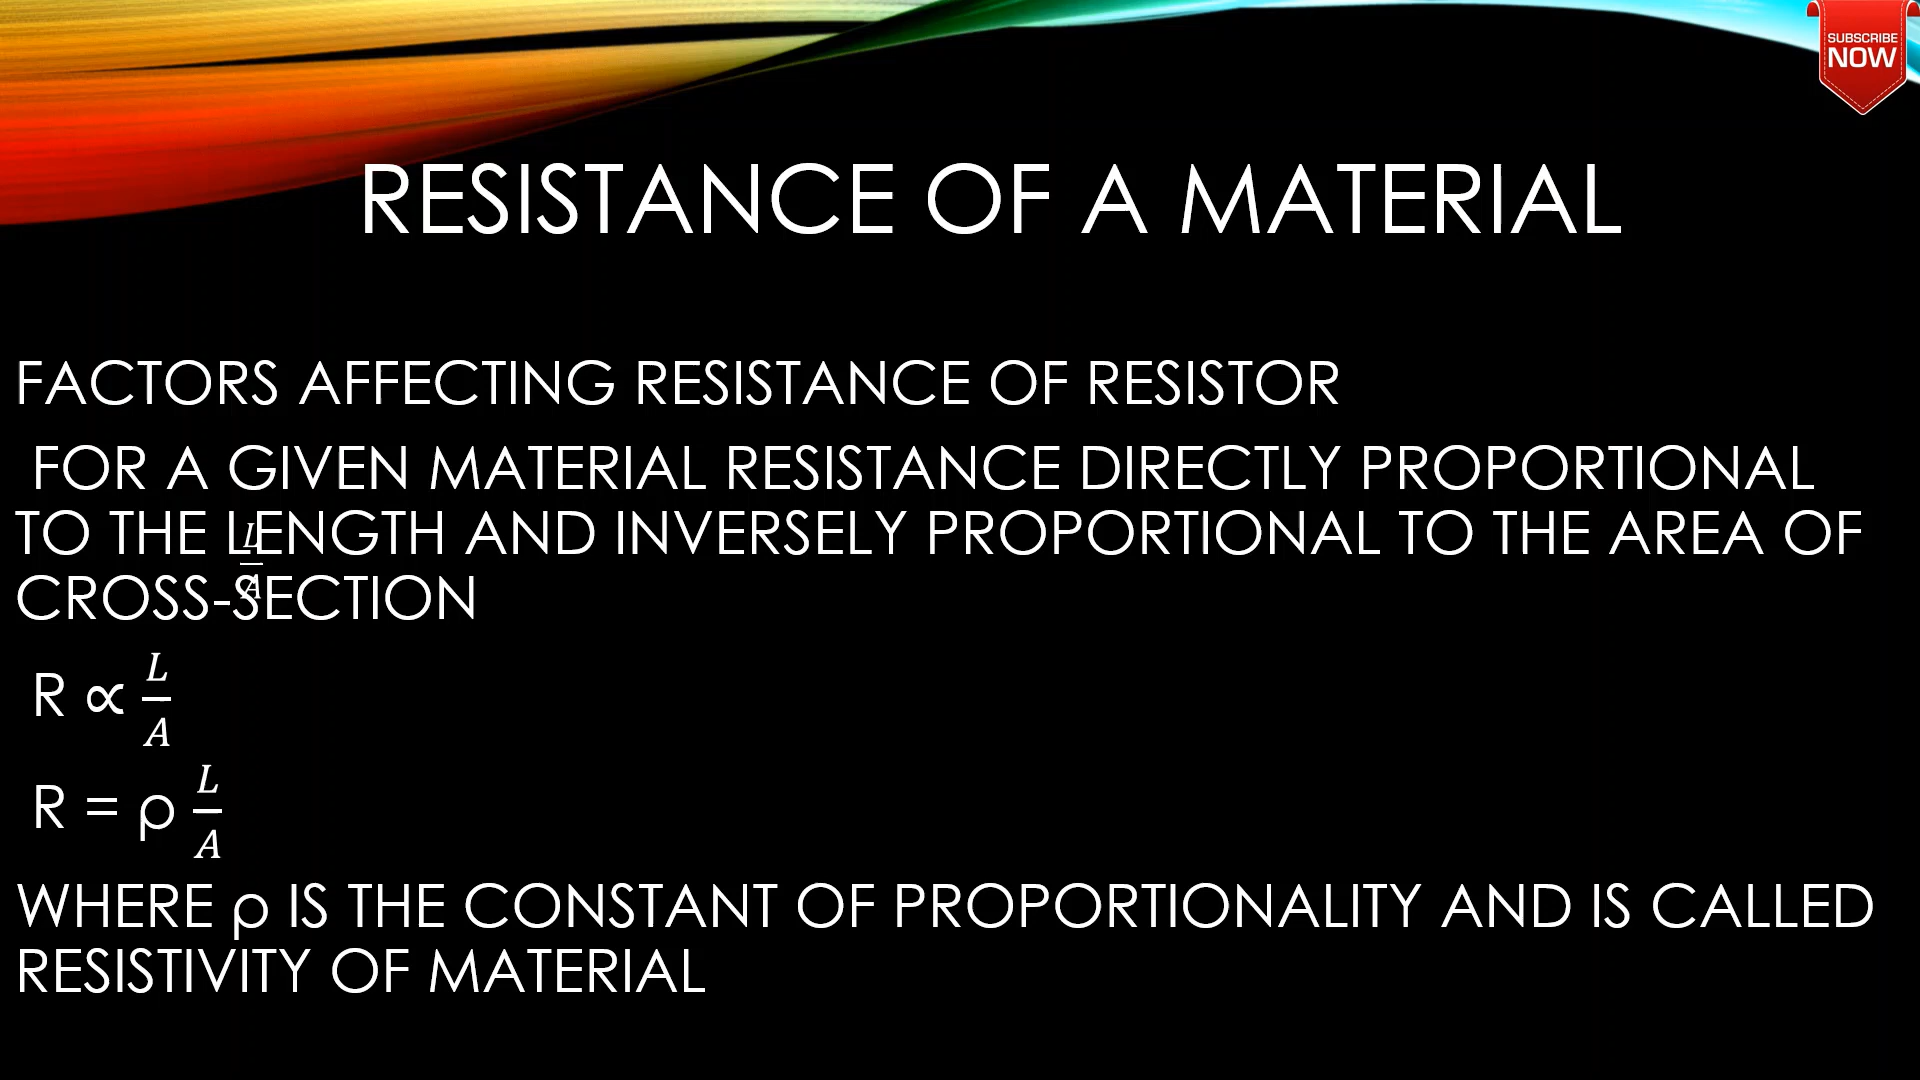 SUBSCRIBE
NOW
RESISTANCE OF A MATERIAL
FACTORS AFFECTING RESISTANCE OF RESISTOR
FOR A GIVEN MATERIAL RESISTANCE DIRECTLY PROPORTIONAL
TO THE LENGTH AND INVERSELY PROPORTIONAL TO THE AREA OF
CROSS-SECTION
L/A
R ∝ L/A
R = ρ L/A
WHERE ρ IS THE CONSTANT OF PROPORTIONALITY AND IS CALLED
RESISTIVITY OF MATERIAL